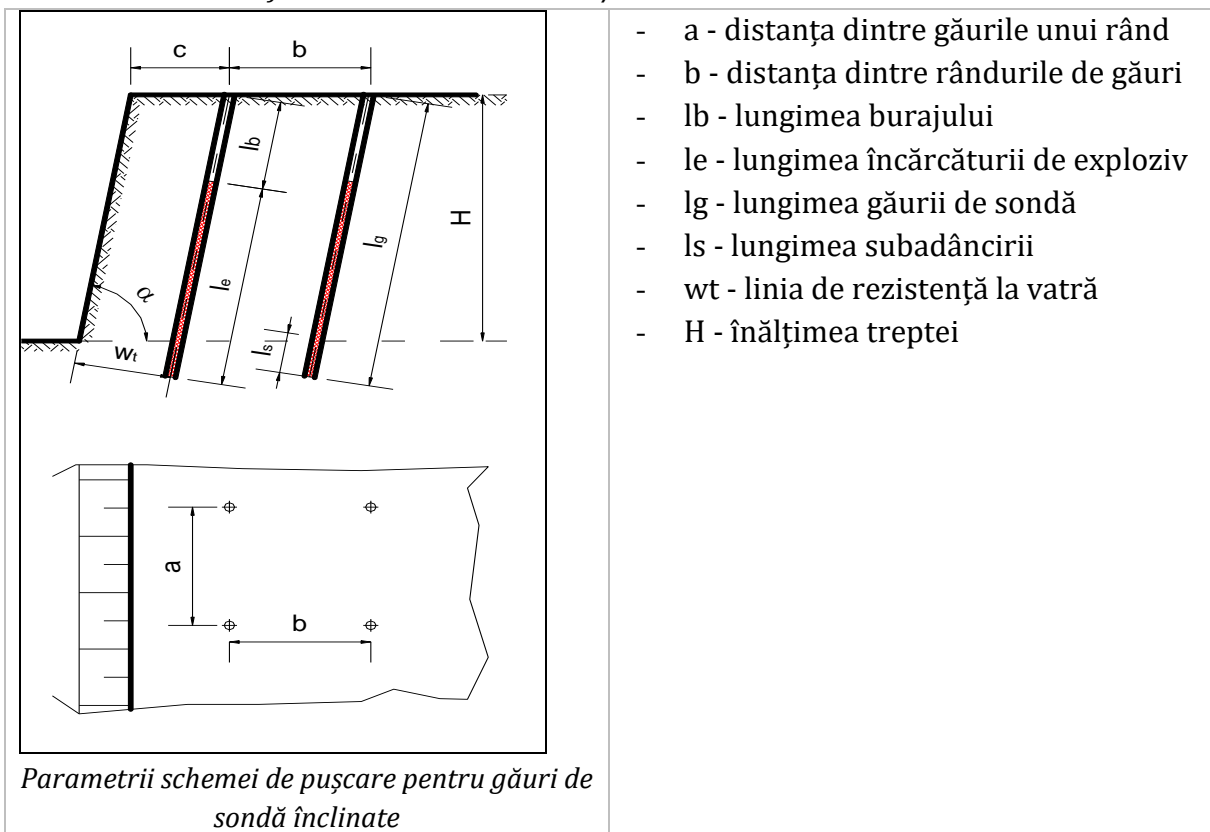 c
b
lb
H
lg
le
α
ls
wt
a
b
Parametrii schemei de pușcare pentru găuri de
sondă înclinate
- a - distanța dintre găurile unui rând
- b - distanța dintre rândurile de găuri
- lb - lungimea burajului
- le - lungimea încărcăturii de exploziv
- lg - lungimea găurii de sondă
- ls - lungimea subadâncirii
- wt - linia de rezistență la vatră
- H - înălțimea treptei